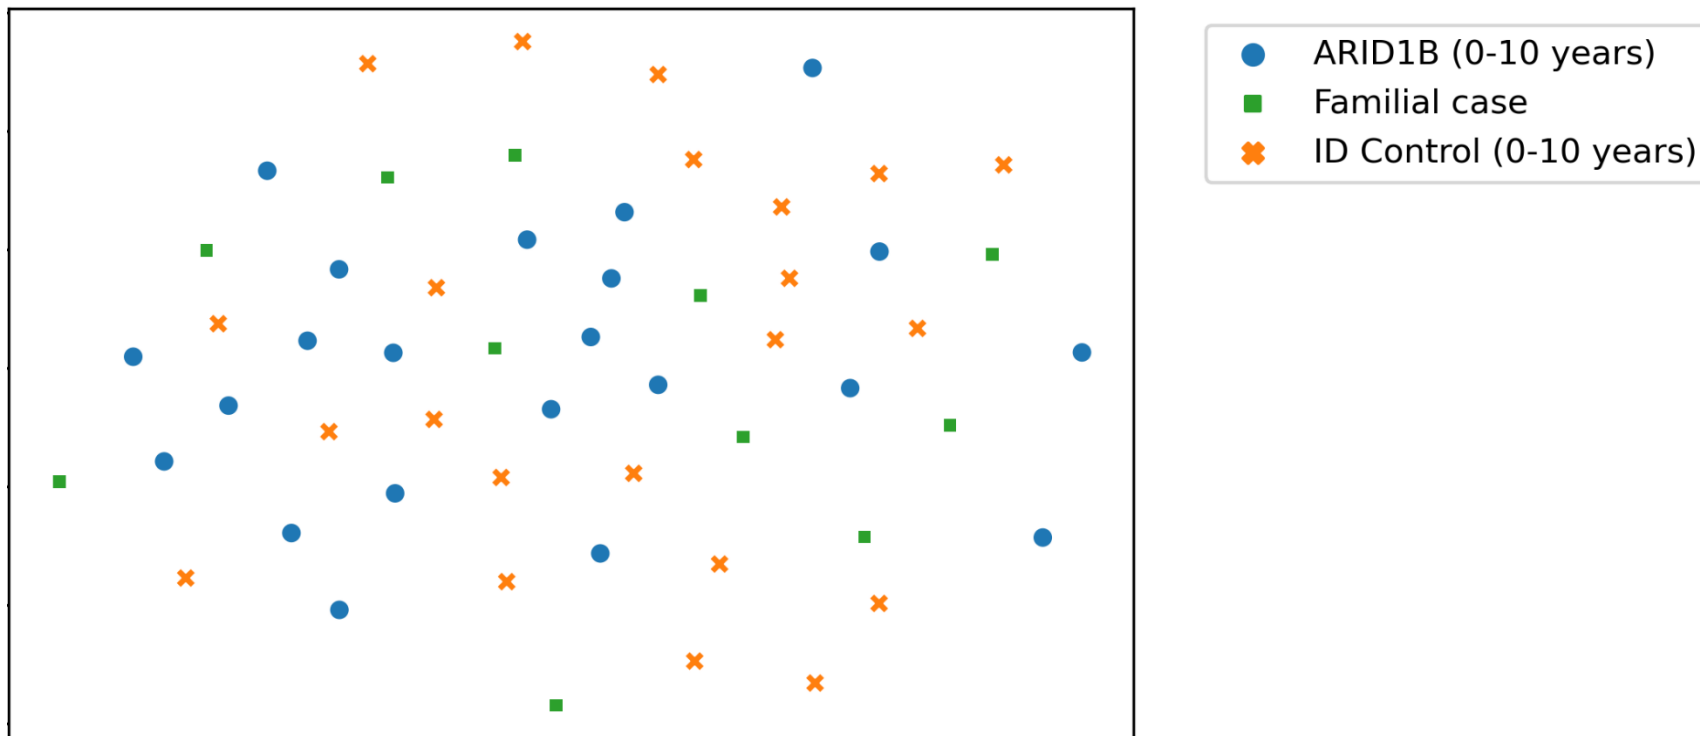 ARID1B (0-10 years)
Familial case
ID Control (0-10 years)